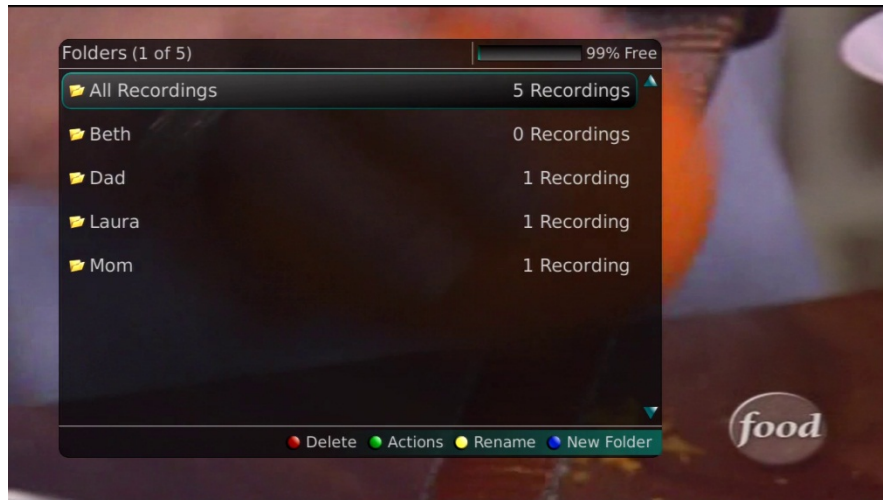 Folders (1 of 5) 99% Free
All Recordings 5 Recordings
Beth 0 Recordings
Dad 1 Recording
Laura 1 Recording
Mom 1 Recording
Delete Actions Rename New Folder
food